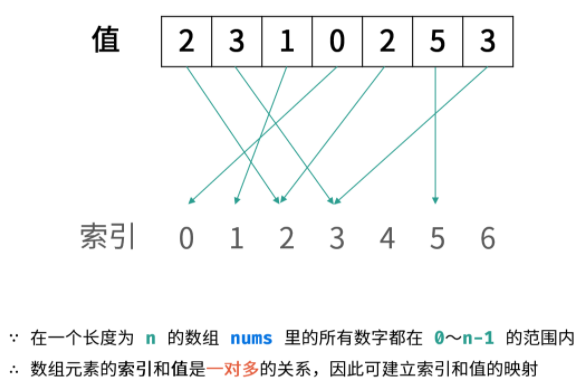 值 2 3 1 0 2 5 3
索引 0 1 2 3 4 5 6
∵ 在一个长度为 n 的数组 nums 里的所有数字都在 0～n-1 的范围内
∴ 数组元素的索引和值是一对多的关系，因此可建立索引和值的映射